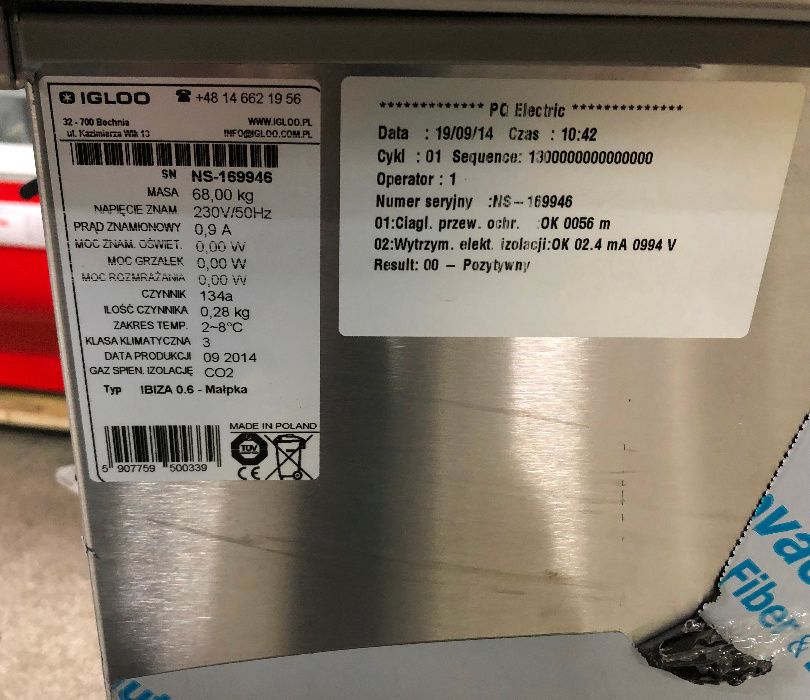 IGLOO ☎ +48 14 662 19 56
32 - 700 Bochnia WWW.IGLOO.PL
ul. Kazimierza Wlk 13 INFO@IGLOO.COM.PL
SN NS-169946
MASA 68,00 kg
NAPIĘCIE ZNAM. 230V/50Hz
PRĄD ZNAMIONOWY 0,9 A
MOC ZNAM. OŚWIET. 0,00 W
MOC GRZAŁEK 0,00 W
MOC ROZMRAŻANIA 0,00 W
CZYNNIK 134a
ILOŚĆ CZYNNIKA 0,28 kg
ZAKRES TEMP. 2~8°C
KLASA KLIMATYCZNA 3
DATA PRODUKCJI 09 2014
GAZ SPIEN. IZOLACJĘ CO2
Typ IBIZA 0.6 - Małpka
MADE IN POLAND
TÜV
CE
5 907759 500339
************* PQ Electric **************
Data : 19/09/14 Czas : 10:42
Cykl : 01 Sequence: 1300000000000000
Operator : 1
Numer seryjny :NS-169946
01:Ciagl. przew. ochr. :OK 0056 m
02:Wytrzym. elekt. izolacji:OK 02.4 mA 0994 V
Result: 00 - Pozytywny
Fiber &